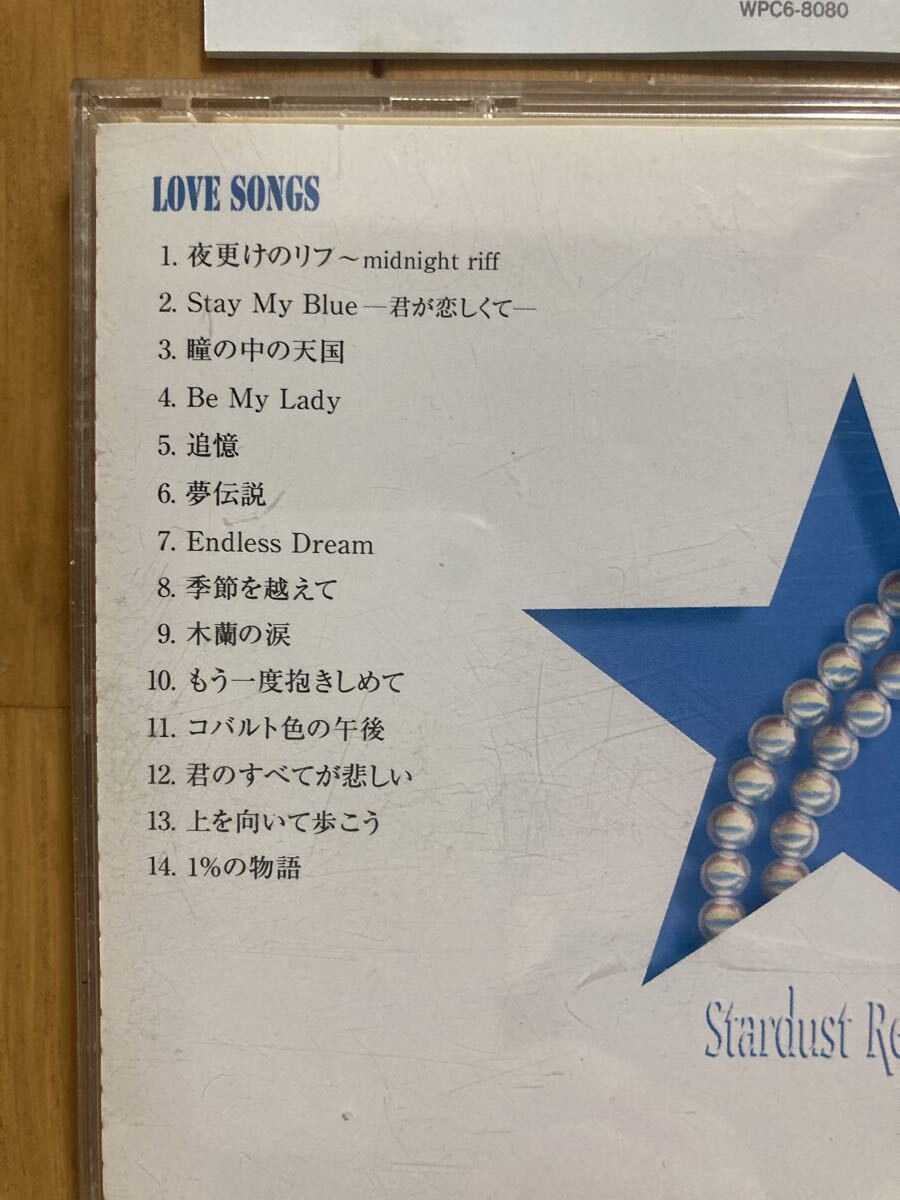 WPC6-8080
LOVE SONGS
1. 夜更けのリフ～midnight riff
2. Stay My Blue―君が恋しくて―
3. 瞳の中の天国
4. Be My Lady
5. 追憶
6. 夢伝説
7. Endless Dream
8. 季節を越えて
9. 木蘭の涙
10. もう一度抱きしめて
11. コバルト色の午後
12. 君のすべてが悲しい
13. 上を向いて歩こう
14. 1%の物語
Stardust Re